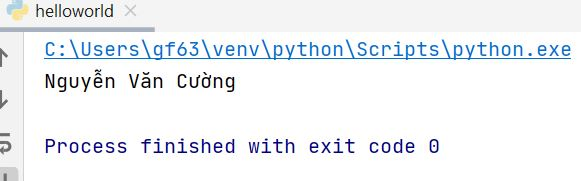 helloworld
C:\Users\gf63\venv\python\Scripts\python.exe
Nguyễn Văn Cường
Process finished with exit code 0